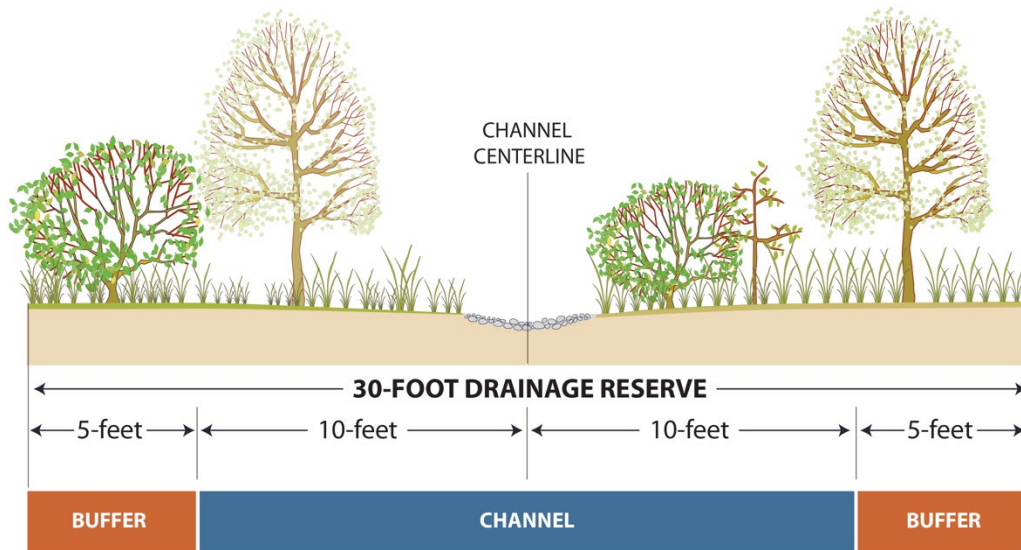 CHANNEL
CENTERLINE
30-FOOT DRAINAGE RESERVE
5-feet 10-feet 10-feet 5-feet
BUFFER CHANNEL BUFFER